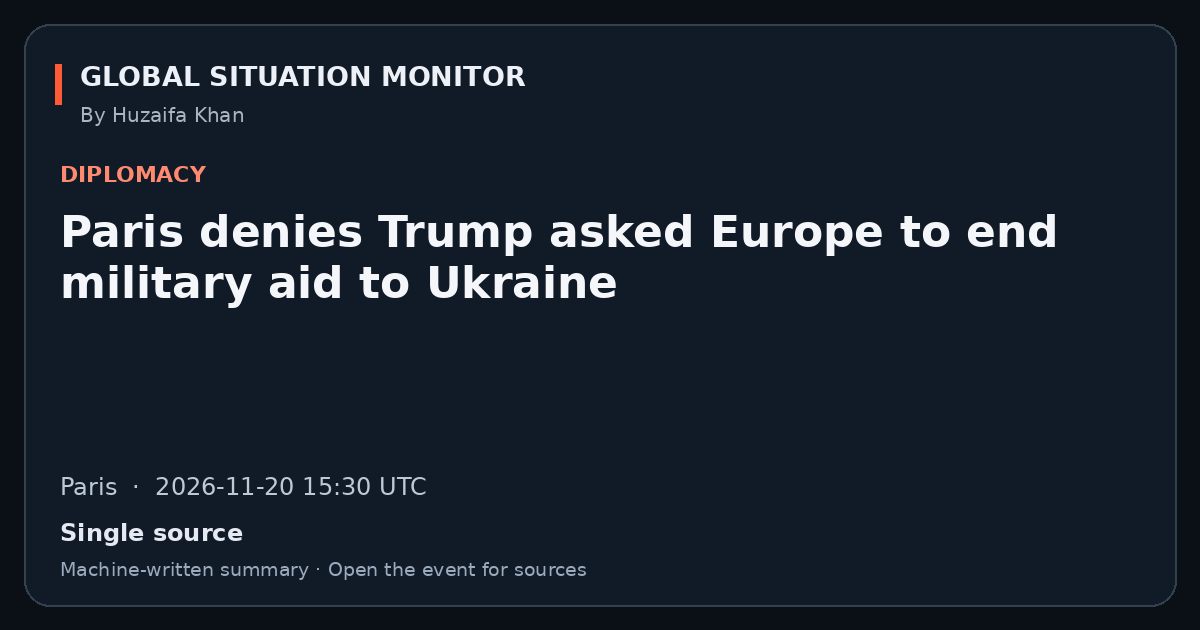 GLOBAL SITUATION MONITOR
By Huzaifa Khan
DIPLOMACY
Paris denies Trump asked Europe to end
military aid to Ukraine
Paris · 2026-11-20 15:30 UTC
Single source
Machine-written summary · Open the event for sources